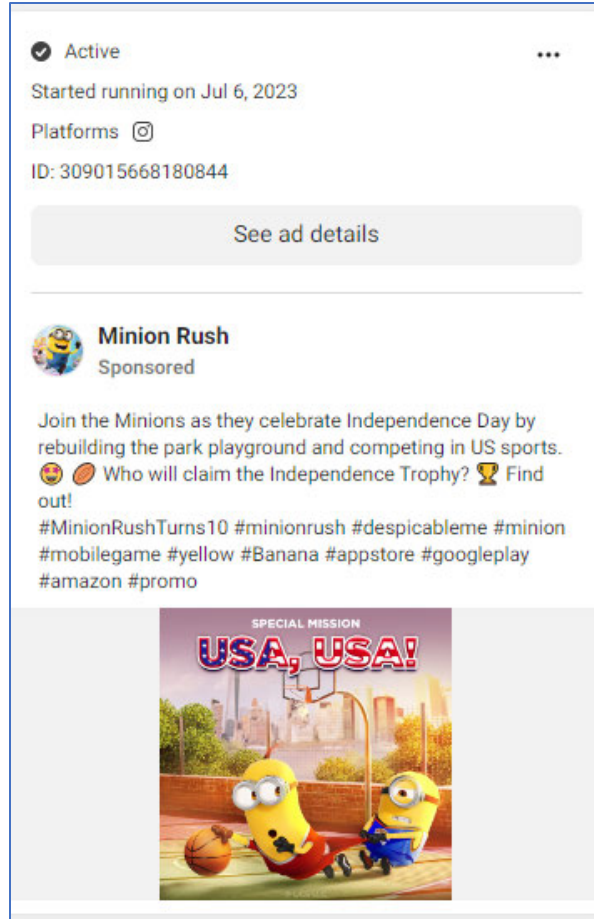 Active
Started running on Jul 6, 2023
Platforms
ID: 309015668180844
See ad details
Minion Rush
Sponsored
Join the Minions as they celebrate Independence Day by
rebuilding the park playground and competing in US sports.
🤩 🏉 Who will claim the Independence Trophy? 🏆 Find
out!
#MinionRushTurns10 #minionrush #despicableme #minion
#mobilegame #yellow #Banana #appstore #googleplay
#amazon #promo
SPECIAL MISSION
USA, USA!